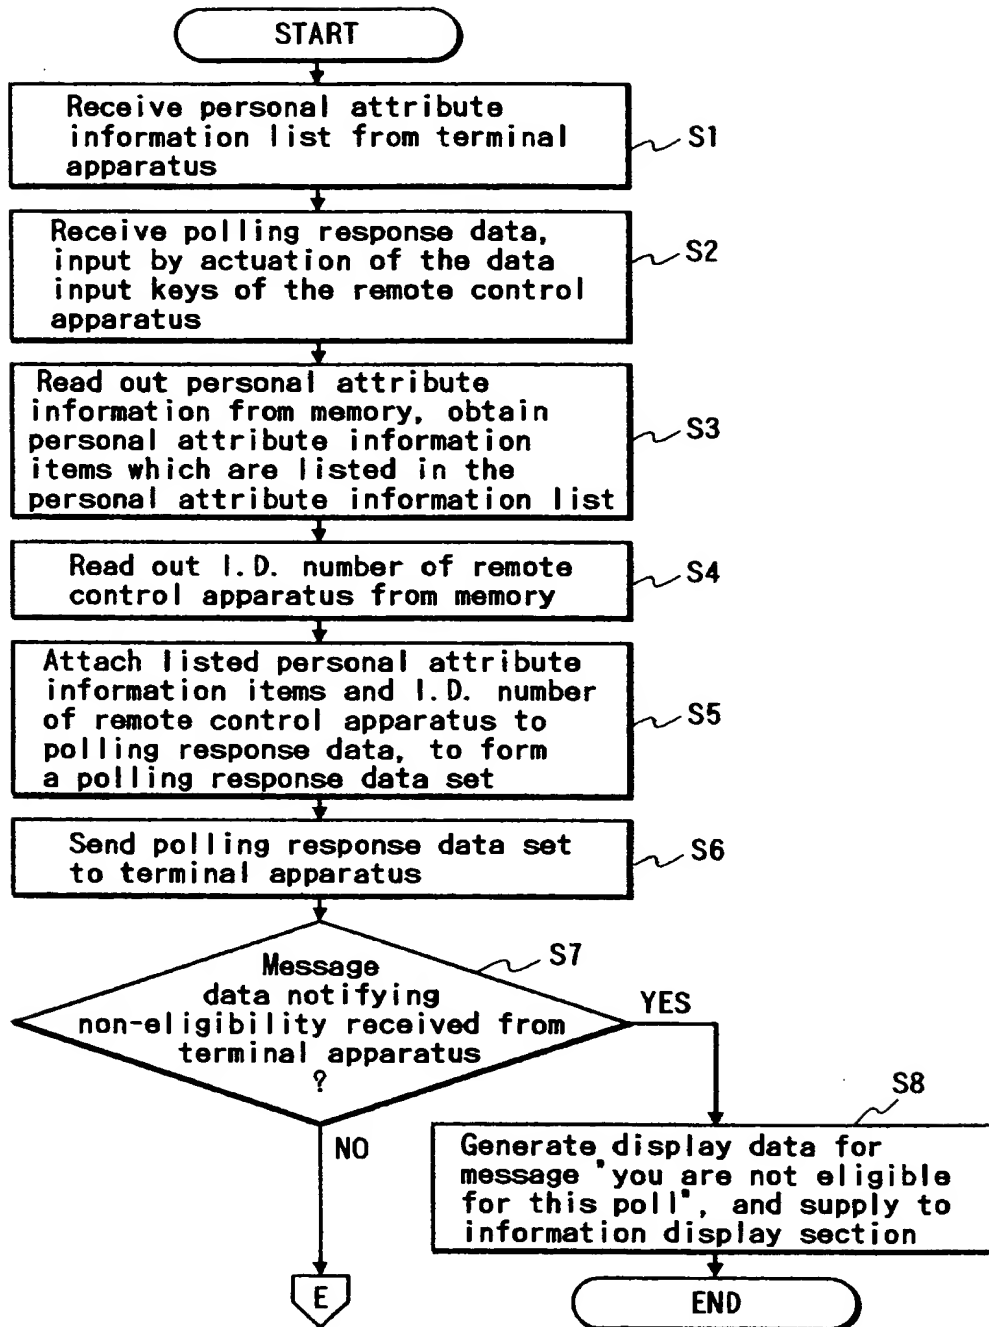 START
Receive personal attribute
information list from terminal
apparatus
S1
Receive polling response data,
input by actuation of the data
input keys of the remote control
apparatus
S2
Read out personal attribute
information from memory, obtain
personal attribute information
items which are listed in the
personal attribute information list
S3
Read out I.D. number of remote
control apparatus from memory
S4
Attach listed personal attribute
information items and I.D. number
of remote control apparatus to
polling response data, to form
a polling response data set
S5
Send polling response data set
to terminal apparatus
S6
Message
data notifying
non-eligibility received from
terminal apparatus
?
S7
YES
NO
S8
Generate display data for
message "you are not eligible
for this poll", and supply to
information display section
E
END